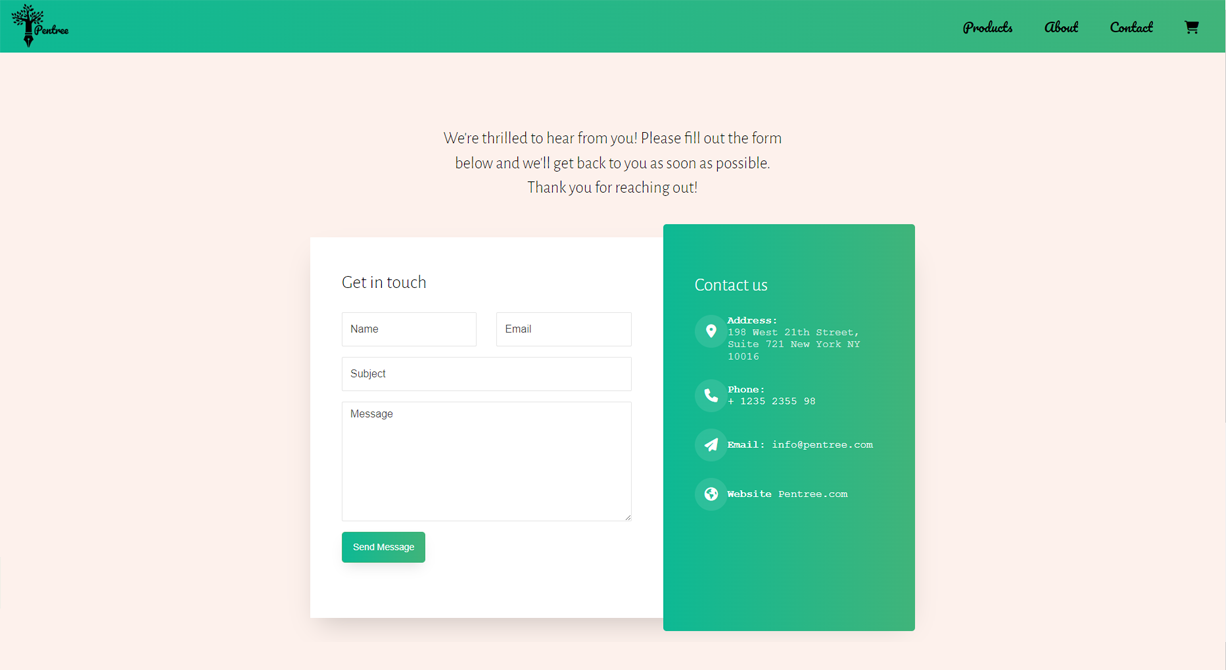 Pentree
Products About Contact
We're thrilled to hear from you! Please fill out the form
below and we'll get back to you as soon as possible.
Thank you for reaching out!
Get in touch
Name Email
Subject
Message
Send Message
Contact us
Address:
198 West 21th Street,
Suite 721 New York NY
10016
Phone:
+ 1235 2355 98
Email: info@pentree.com
Website Pentree.com